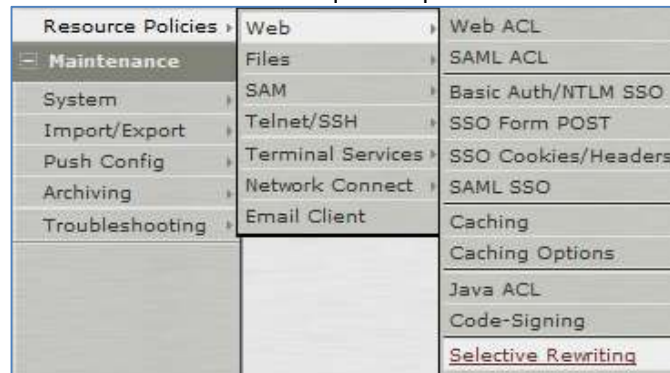 Resource Policies
Maintenance
System
Import/Export
Push Config
Archiving
Troubleshooting
Web
Files
SAM
Telnet/SSH
Terminal Services
Network Connect
Email Client
Web ACL
SAML ACL
Basic Auth/NTLM SSO
SSO Form POST
SSO Cookies/Headers
SAML SSO
Caching
Caching Options
Java ACL
Code-Signing
Selective Rewriting